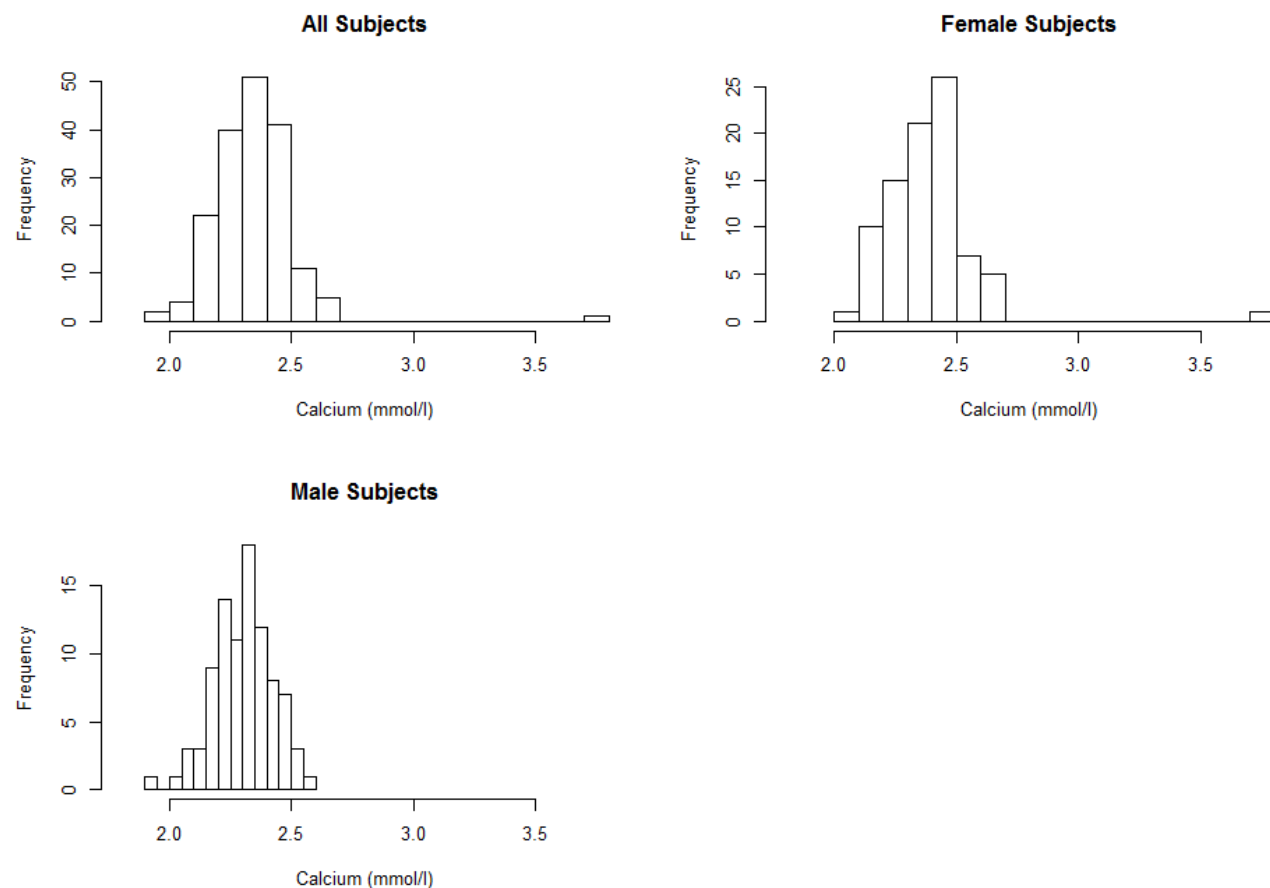 All Subjects
Frequency
0 10 20 30 40 50
2.0 2.5 3.0 3.5
Calcium (mmol/l)
Female Subjects
Frequency
0 5 10 15 20 25
2.0 2.5 3.0 3.5
Calcium (mmol/l)
Male Subjects
Frequency
0 5 10 15
2.0 2.5 3.0 3.5
Calcium (mmol/l)